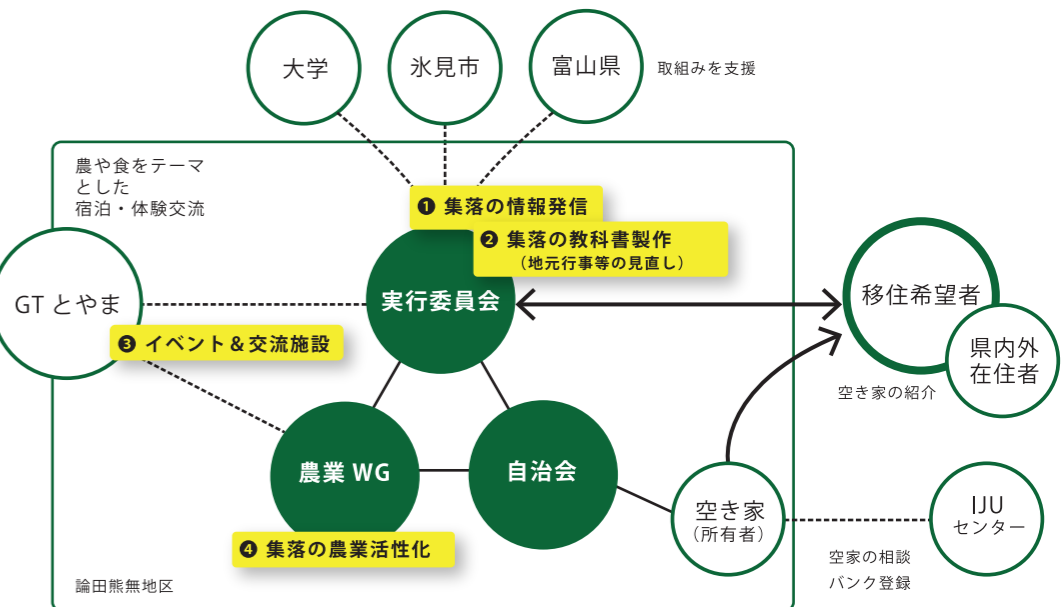 大学
氷見市
富山県
取組みを支援
農や食をテーマ
とした
宿泊・体験交流
❶ 集落の情報発信
❷ 集落の教科書製作
（地元行事等の見直し）
GTとやま
実行委員会
移住希望者
❸ イベント＆交流施設
県内外
在住者
空き家の紹介
農業 WG
自治会
空き家
（所有者）
IJU
センター
❹ 集落の農業活性化
空家の相談
バンク登録
論田熊無地区